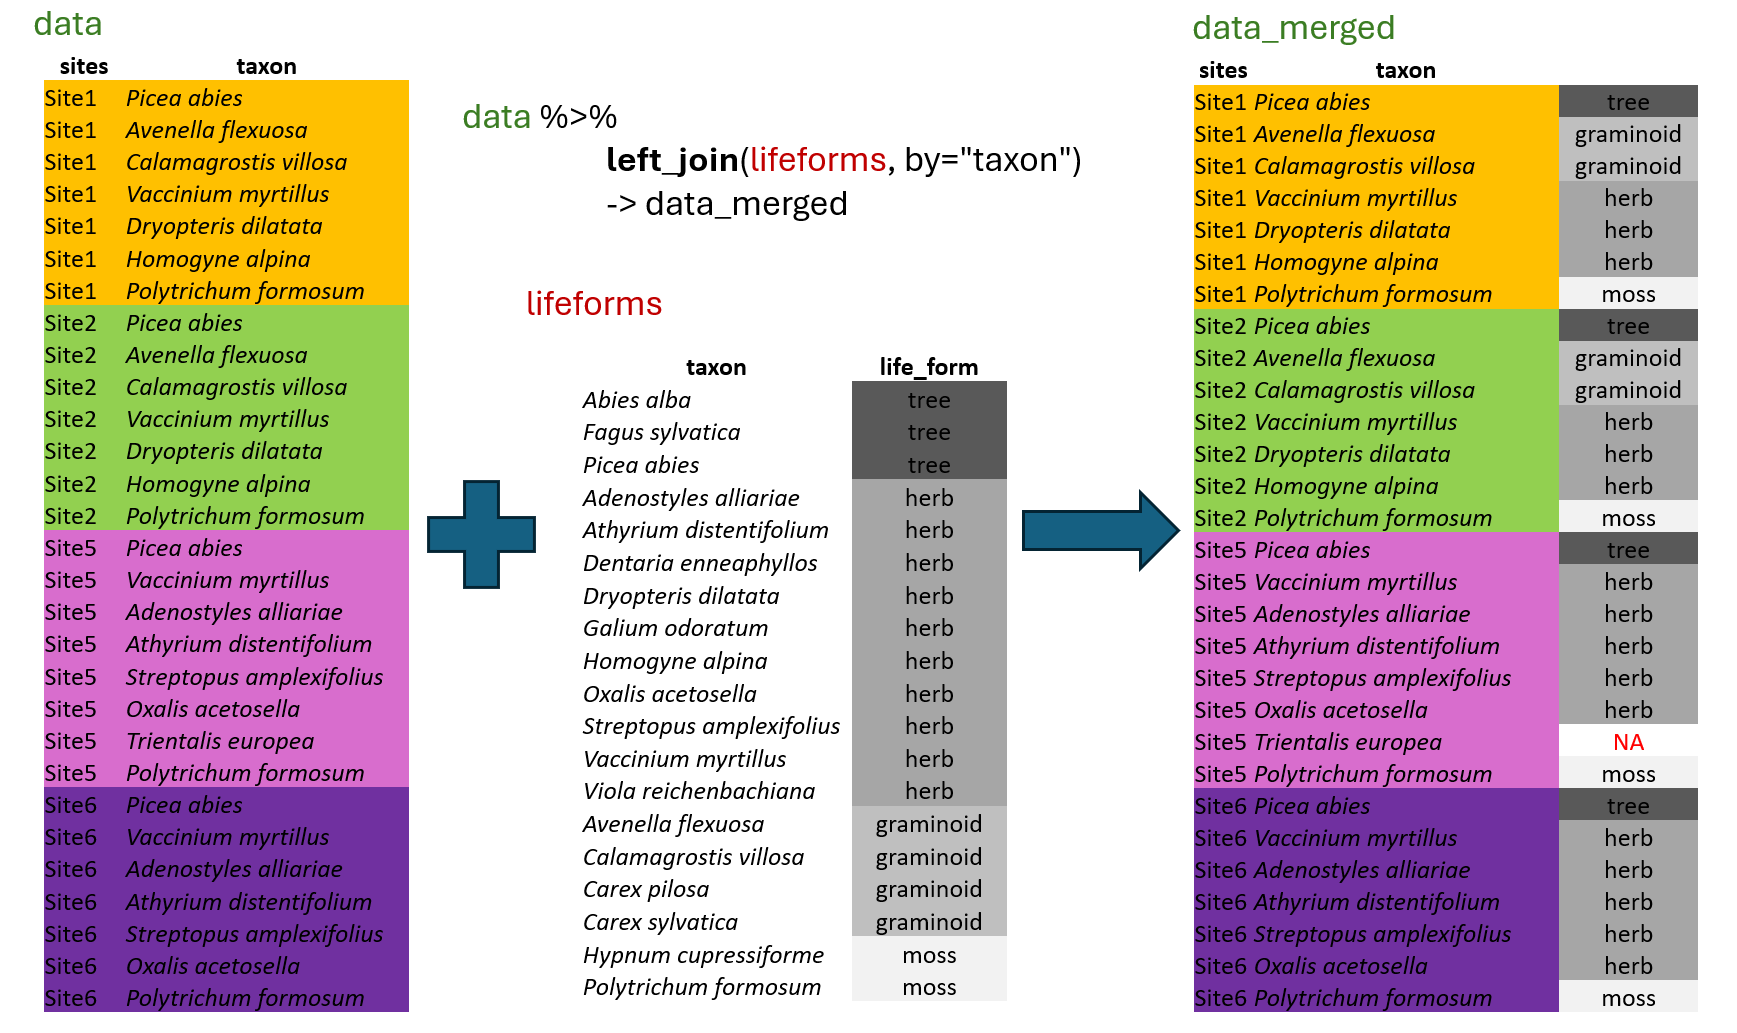 data
sites taxon
Site1 Picea abies
Site1 Avenella flexuosa
Site1 Calamagrostis villosa
Site1 Vaccinium myrtillus
Site1 Dryopteris dilatata
Site1 Homogyne alpina
Site1 Polytrichum formosum
Site2 Picea abies
Site2 Avenella flexuosa
Site2 Calamagrostis villosa
Site2 Vaccinium myrtillus
Site2 Dryopteris dilatata
Site2 Homogyne alpina
Site2 Polytrichum formosum
Site5 Picea abies
Site5 Vaccinium myrtillus
Site5 Adenostyles alliariae
Site5 Athyrium distentifolium
Site5 Streptopus amplexifolius
Site5 Oxalis acetosella
Site5 Trientalis europea
Site5 Polytrichum formosum
Site6 Picea abies
Site6 Vaccinium myrtillus
Site6 Adenostyles alliariae
Site6 Athyrium distentifolium
Site6 Streptopus amplexifolius
Site6 Oxalis acetosella
Site6 Polytrichum formosum
data %>%
left_join(lifeforms, by="taxon")
-> data_merged
lifeforms
taxon life_form
Abies alba tree
Fagus sylvatica tree
Picea abies tree
Adenostyles alliariae herb
Athyrium distentifolium herb
Dentaria enneaphyllos herb
Dryopteris dilatata herb
Galium odoratum herb
Homogyne alpina herb
Oxalis acetosella herb
Streptopus amplexifolius herb
Vaccinium myrtillus herb
Viola reichenbachiana herb
Avenella flexuosa graminoid
Calamagrostis villosa graminoid
Carex pilosa graminoid
Carex sylvatica graminoid
Hypnum cupressiforme moss
Polytrichum formosum moss
data_merged
sites taxon
Site1 Picea abies tree
Site1 Avenella flexuosa graminoid
Site1 Calamagrostis villosa graminoid
Site1 Vaccinium myrtillus herb
Site1 Dryopteris dilatata herb
Site1 Homogyne alpina herb
Site1 Polytrichum formosum moss
Site2 Picea abies tree
Site2 Avenella flexuosa graminoid
Site2 Calamagrostis villosa graminoid
Site2 Vaccinium myrtillus herb
Site2 Dryopteris dilatata herb
Site2 Homogyne alpina herb
Site2 Polytrichum formosum moss
Site5 Picea abies tree
Site5 Vaccinium myrtillus herb
Site5 Adenostyles alliariae herb
Site5 Athyrium distentifolium herb
Site5 Streptopus amplexifolius herb
Site5 Oxalis acetosella herb
Site5 Trientalis europea NA
Site5 Polytrichum formosum moss
Site6 Picea abies tree
Site6 Vaccinium myrtillus herb
Site6 Adenostyles alliariae herb
Site6 Athyrium distentifolium herb
Site6 Streptopus amplexifolius herb
Site6 Oxalis acetosella herb
Site6 Polytrichum formosum moss